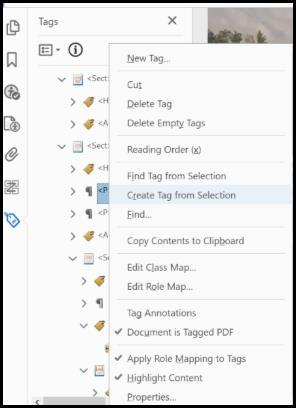 Tags
New Tag...
<Sect
Cut
<H
Delete Tag
<A
Delete Empty Tags
<Sect
Reading Order (x)
<H
Find Tag from Selection
<P
Create Tag from Selection
<P
Find...
<A
Copy Contents to Clipboard
<Se
Edit Class Map...
Edit Role Map...
Tag Annotations
Document is Tagged PDF
Apply Role Mapping to Tags
Highlight Content
Properties...